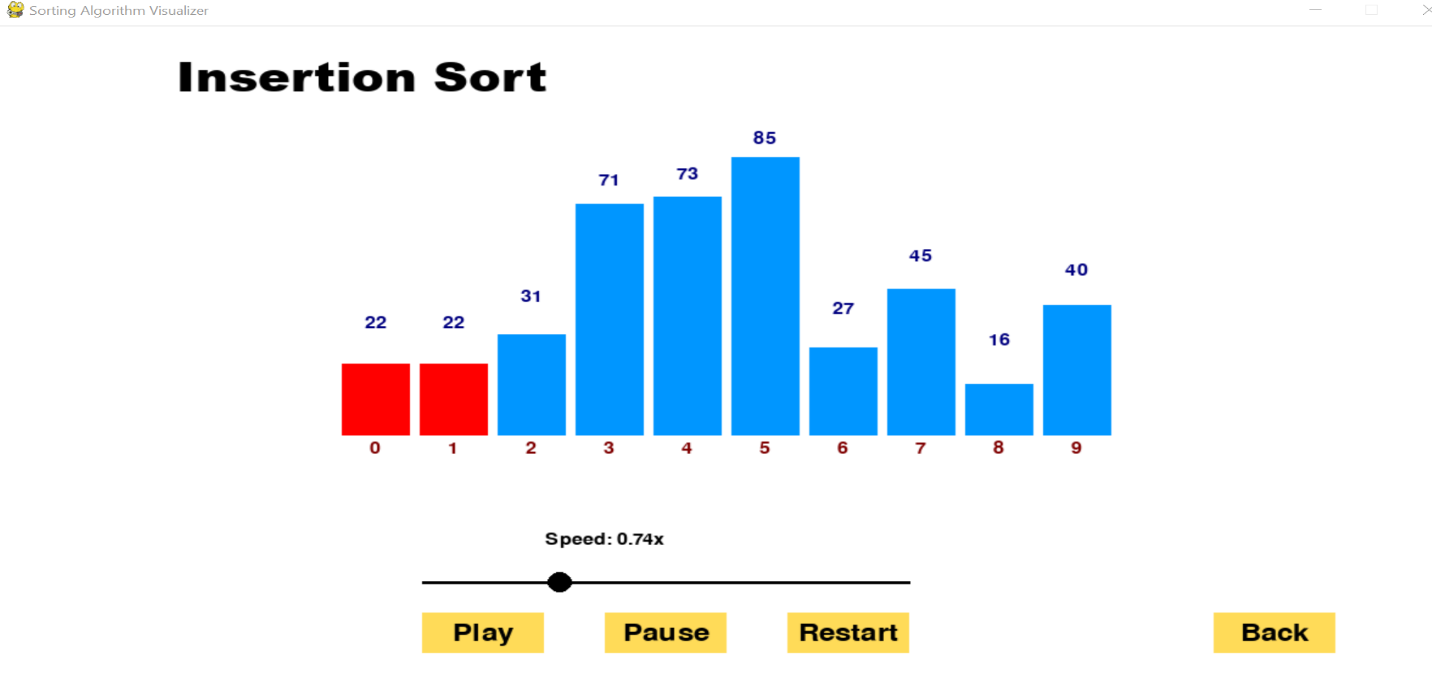 Sorting Algorithm Visualizer
Insertion Sort
85
73
71
45
40
31
27
22 22
16
0 1 2 3 4 5 6 7 8 9
Speed: 0.74x
Play Pause Restart Back